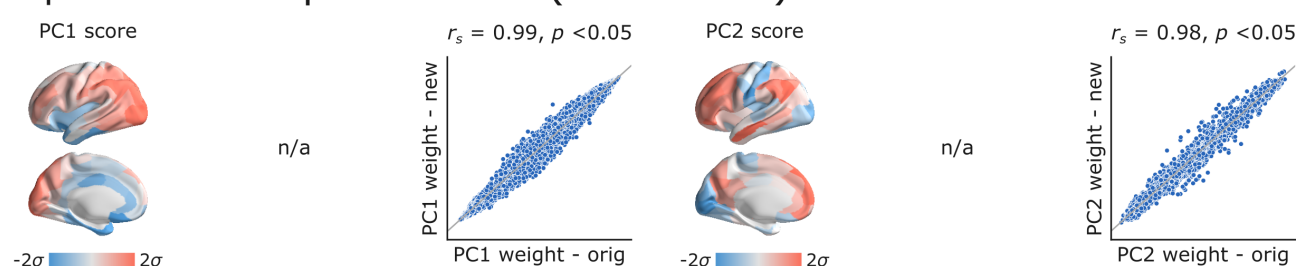 PC1 score
n/a
r_s = 0.99, p <0.05
PC1 weight - new
PC1 weight - orig
-2σ 2σ
PC2 score
n/a
r_s = 0.98, p <0.05
PC2 weight - new
PC2 weight - orig
-2σ 2σ